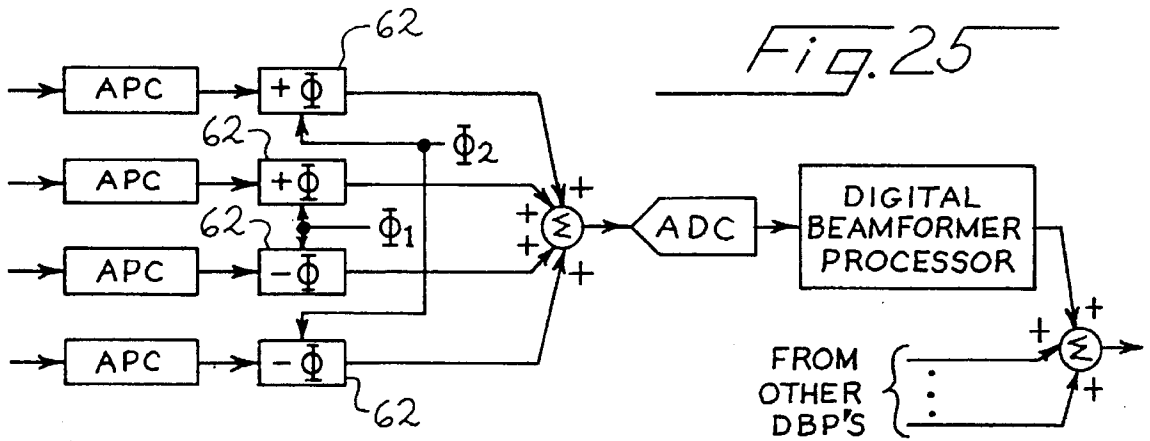 62
Fig. 25
APC
+ Φ
62
Φ2
APC
+ Φ
+
DIGITAL
BEAMFORMER
PROCESSOR
62
Φ1
+
Σ
ADC
+
APC
- Φ
+
+
+
Σ
APC
- Φ
FROM
OTHER
DBP'S
+
62